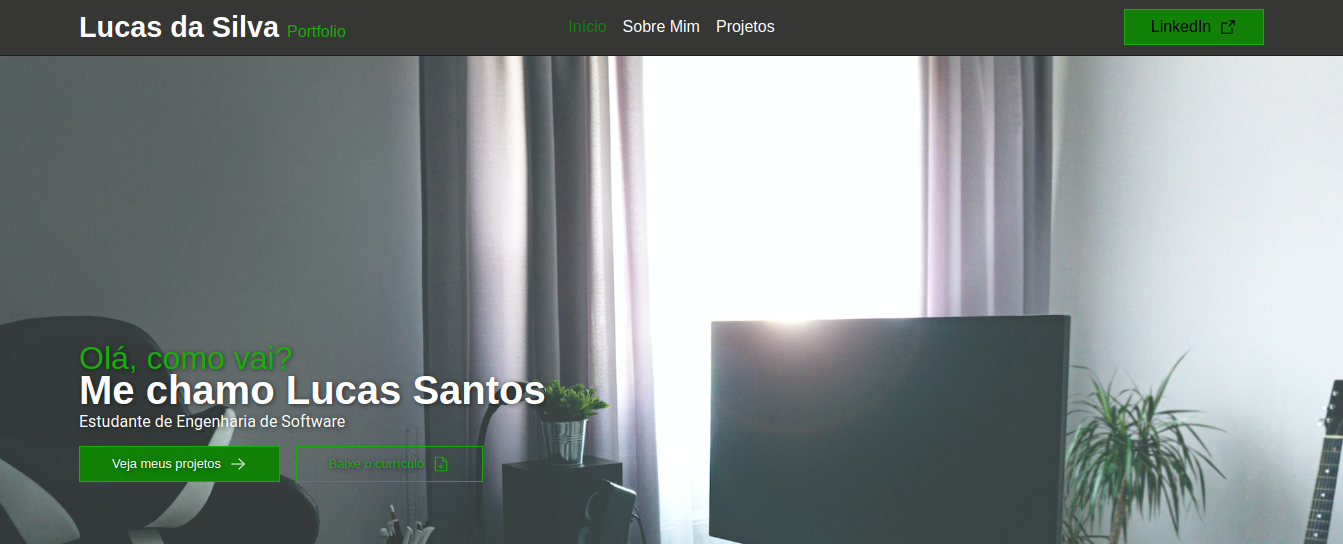 Lucas da Silva Portfolio
Início Sobre Mim Projetos
LinkedIn
Olá, como vai?
Me chamo Lucas Santos
Estudante de Engenharia de Software
Veja meus projetos
Baixe o currículo